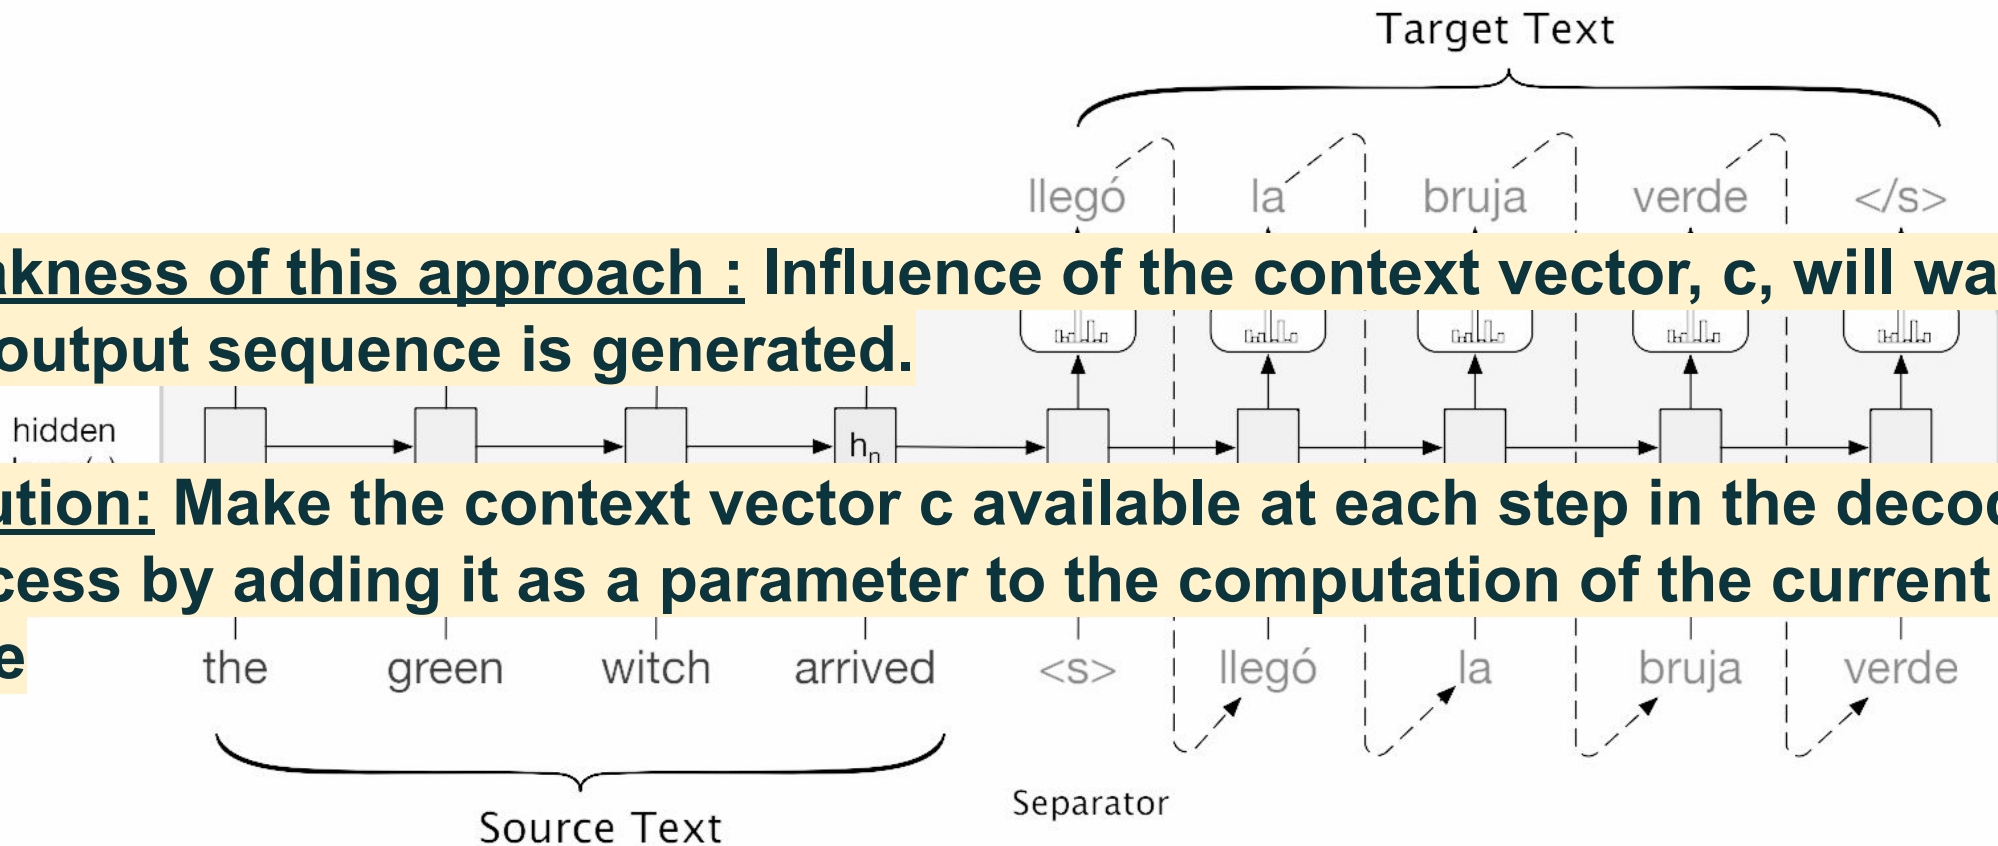 Target Text
llegó la bruja verde </s>
akness of this approach : Influence of the context vector, c, will wa
output sequence is generated.
hidden
h_n
ution: Make the context vector c available at each step in the decod
cess by adding it as a parameter to the computation of the current
e
the green witch arrived <s> llegó la bruja verde
Separator
Source Text